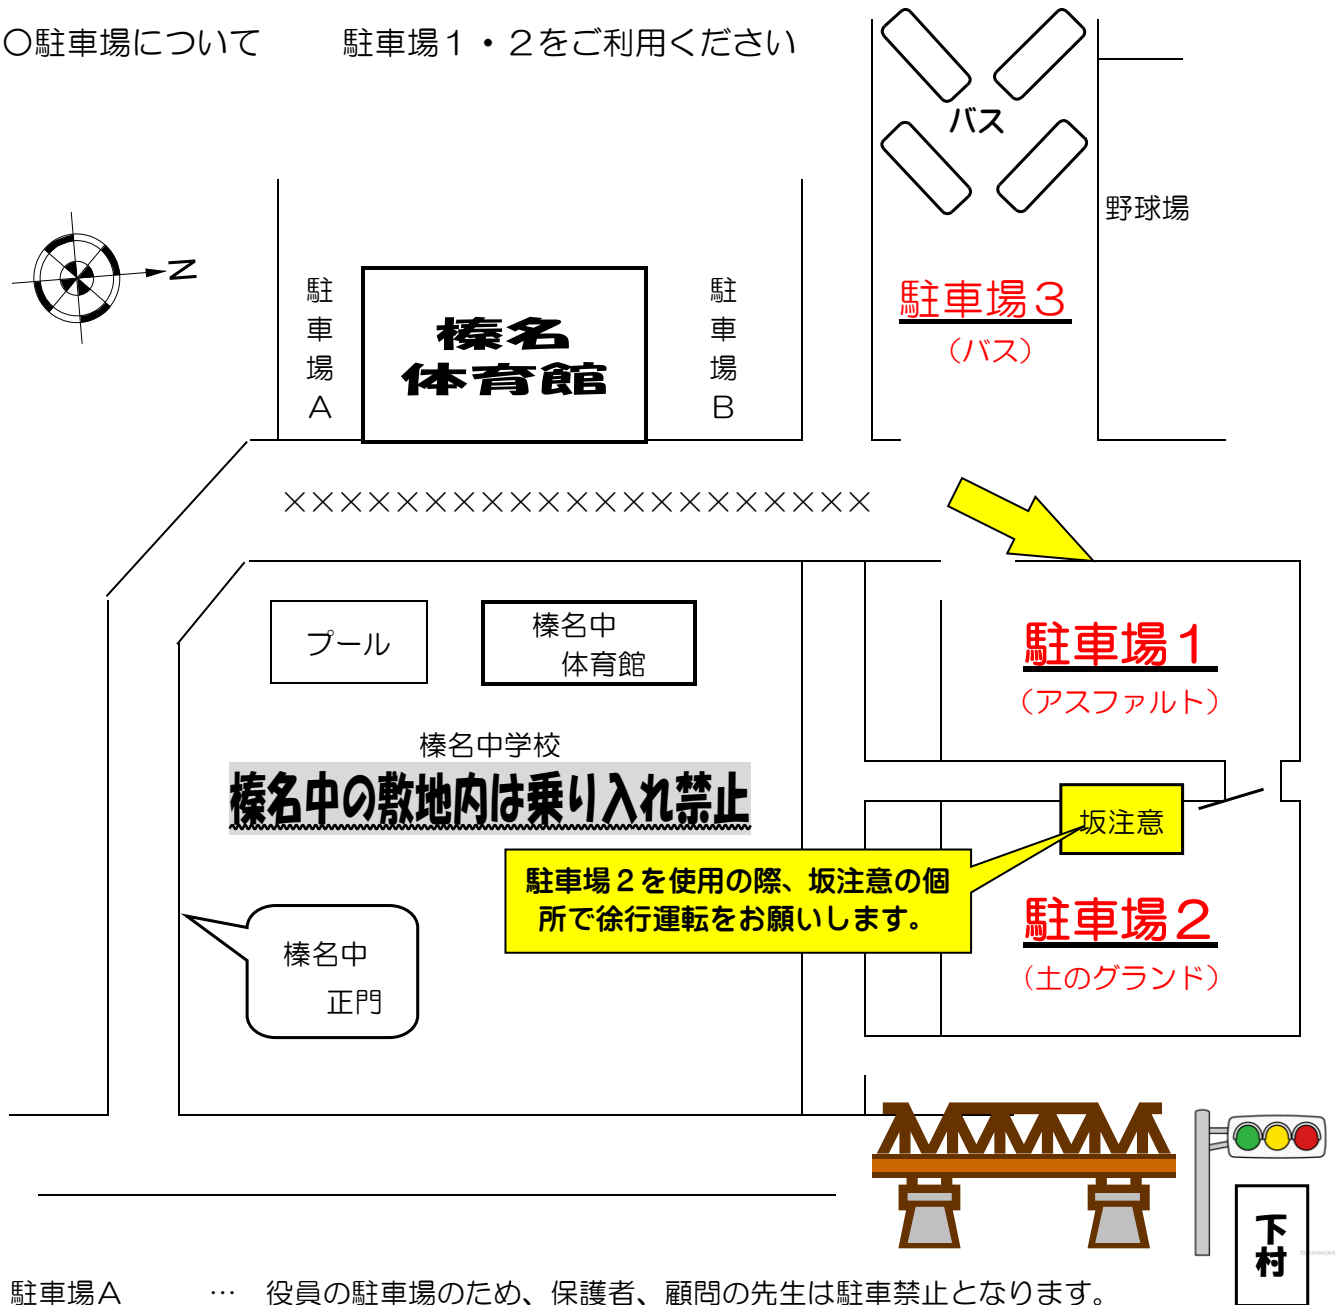 〇駐車場について　　駐車場１・２をご利用ください
バス
野球場
N
駐車場A
榛名
体育館
駐車場B
駐車場３
（バス）
××××××××××××××××××××× 
プール
榛名中
体育館
駐車場１
（アスファルト）
榛名中学校
榛名中の敷地内は乗り入れ禁止
坂注意
駐車場２を使用の際、坂注意の個
所で徐行運転をお願いします。
駐車場２
（土のグランド）
榛名中
正門
下村
駐車場A　　…　役員の駐車場のため、保護者、顧問の先生は駐車禁止となります。